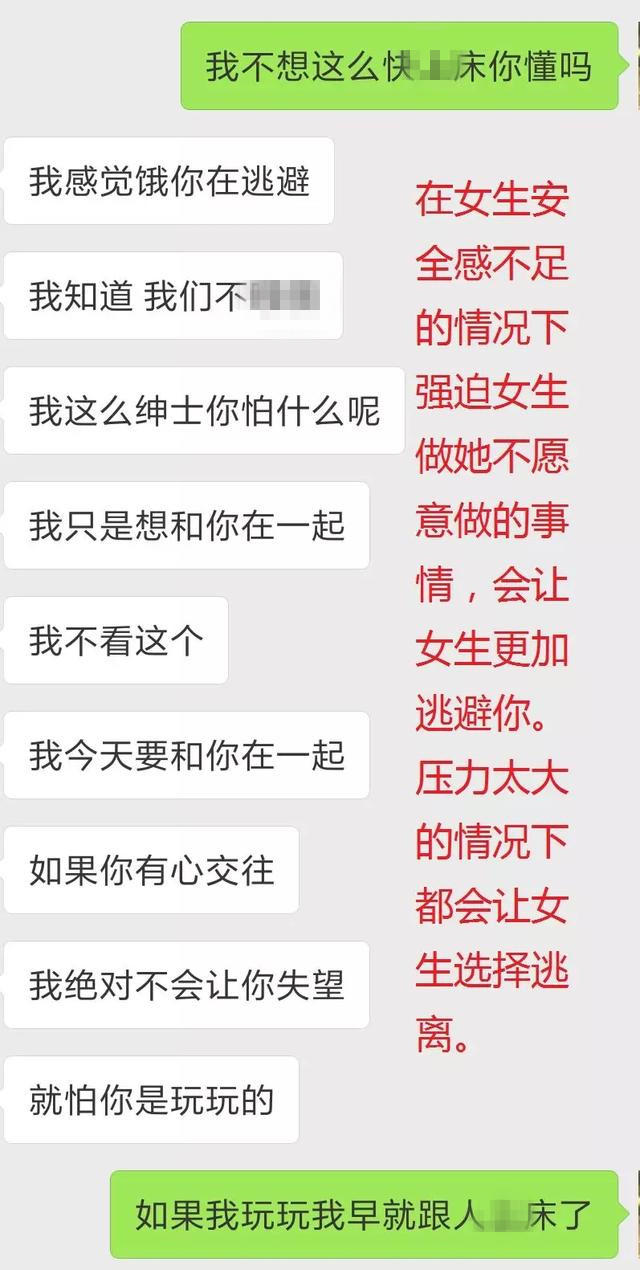 我不想这么快床你懂吗
我感觉饿你在逃避
我知道 我们不
我这么绅士你怕什么呢
我只是想和你在一起
我不看这个
我今天要和你在一起
如果你有心交往
我绝对不会让你失望
就怕你是玩玩的
如果我玩玩我早就跟人床了
在女生安
全感不足
的情况下
强迫女生
做她不愿
意做的事
情，会让
女生更加
逃避你。
压力太大
的情况下
都会让女
生选择逃
离。